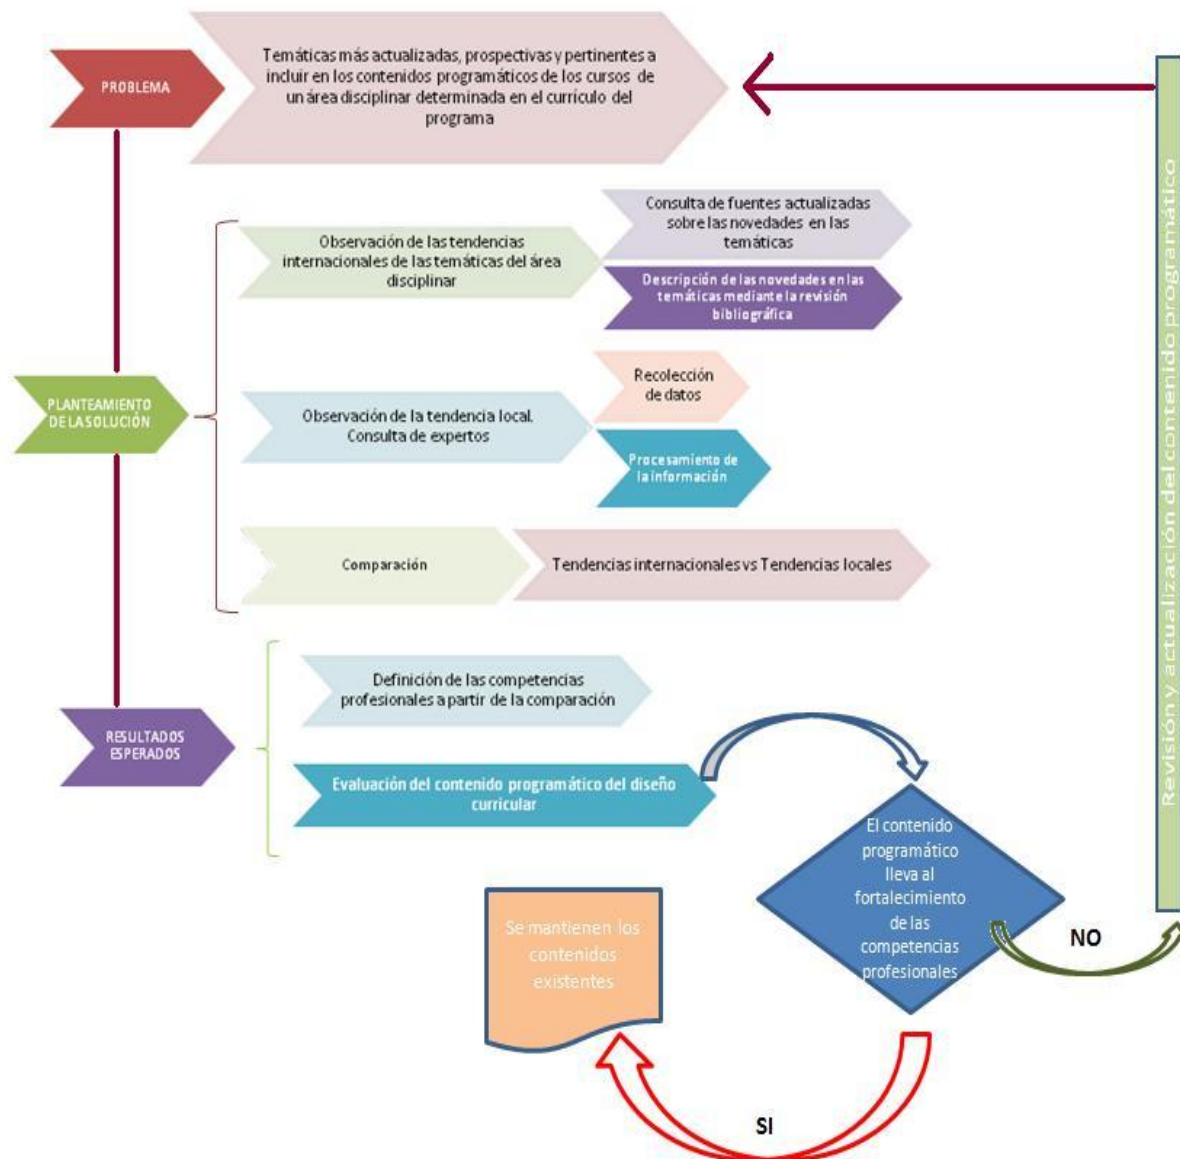 PROBLEMA
Temáticas más actualizadas, prospectivas y pertinentes a
incluir en los contenidos programáticos de los cursos de
un área disciplinar determinada en el currículo del
programa
Consulta de fuentes actualizadas
sobre las novedades en las
temáticas
Observación de las tendencias
internacionales de las temáticas del área
disciplinar
Descripción de las novedades en las
temáticas mediante la revisión
bibliográfica
PLANTEAMIENTO
DE LA SOLUCIÓN
Recolección
de datos
Observación de la tendencia local.
Consulta de expertos
Procesamiento de
la información
Comparación
Tendencias internacionales vs Tendencias locales
RESULTADOS
ESPERADOS
Definición de las competencias
profesionales a partir de la comparación
Evaluación del contenido programático del diseño
curricular
El contenido
programático
lleva al
fortalecimiento
de las
competencias
profesionales
NO
Revisión y actualización del contenido programático
Se mantienen los
contenidos
existentes
SI